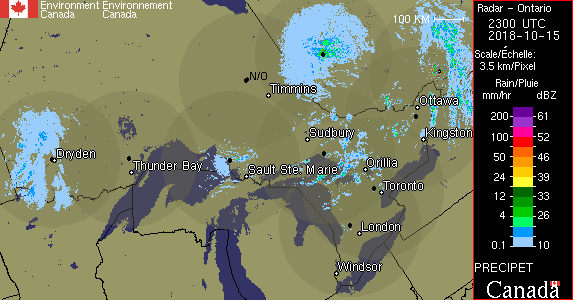 Environment Environnement
Canada Canada
100 KM
N/O
Timmins
Ottawa
Sudbury
Kingston
Dryden
Thunder Bay
Sault Ste. Marie
Orillia
Toronto
London
Windsor
Radar - Ontario
2300 UTC
2018-10-15
Scale/Échelle:
3.5 km/Pixel
Rain/Pluie
mm/hr dBZ
200 61
100 52
50 46
24 39
12 33
4 26
0.1 10
PRECIPET
Canada